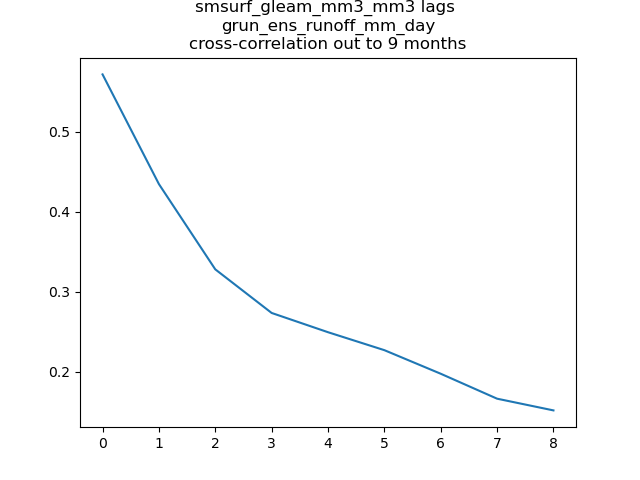 smsurf_gleam_mm3_mm3 lags
grun_ens_runoff_mm_day
cross-correlation out to 9 months
0.5
0.4
0.3
0.2
0 1 2 3 4 5 6 7 8